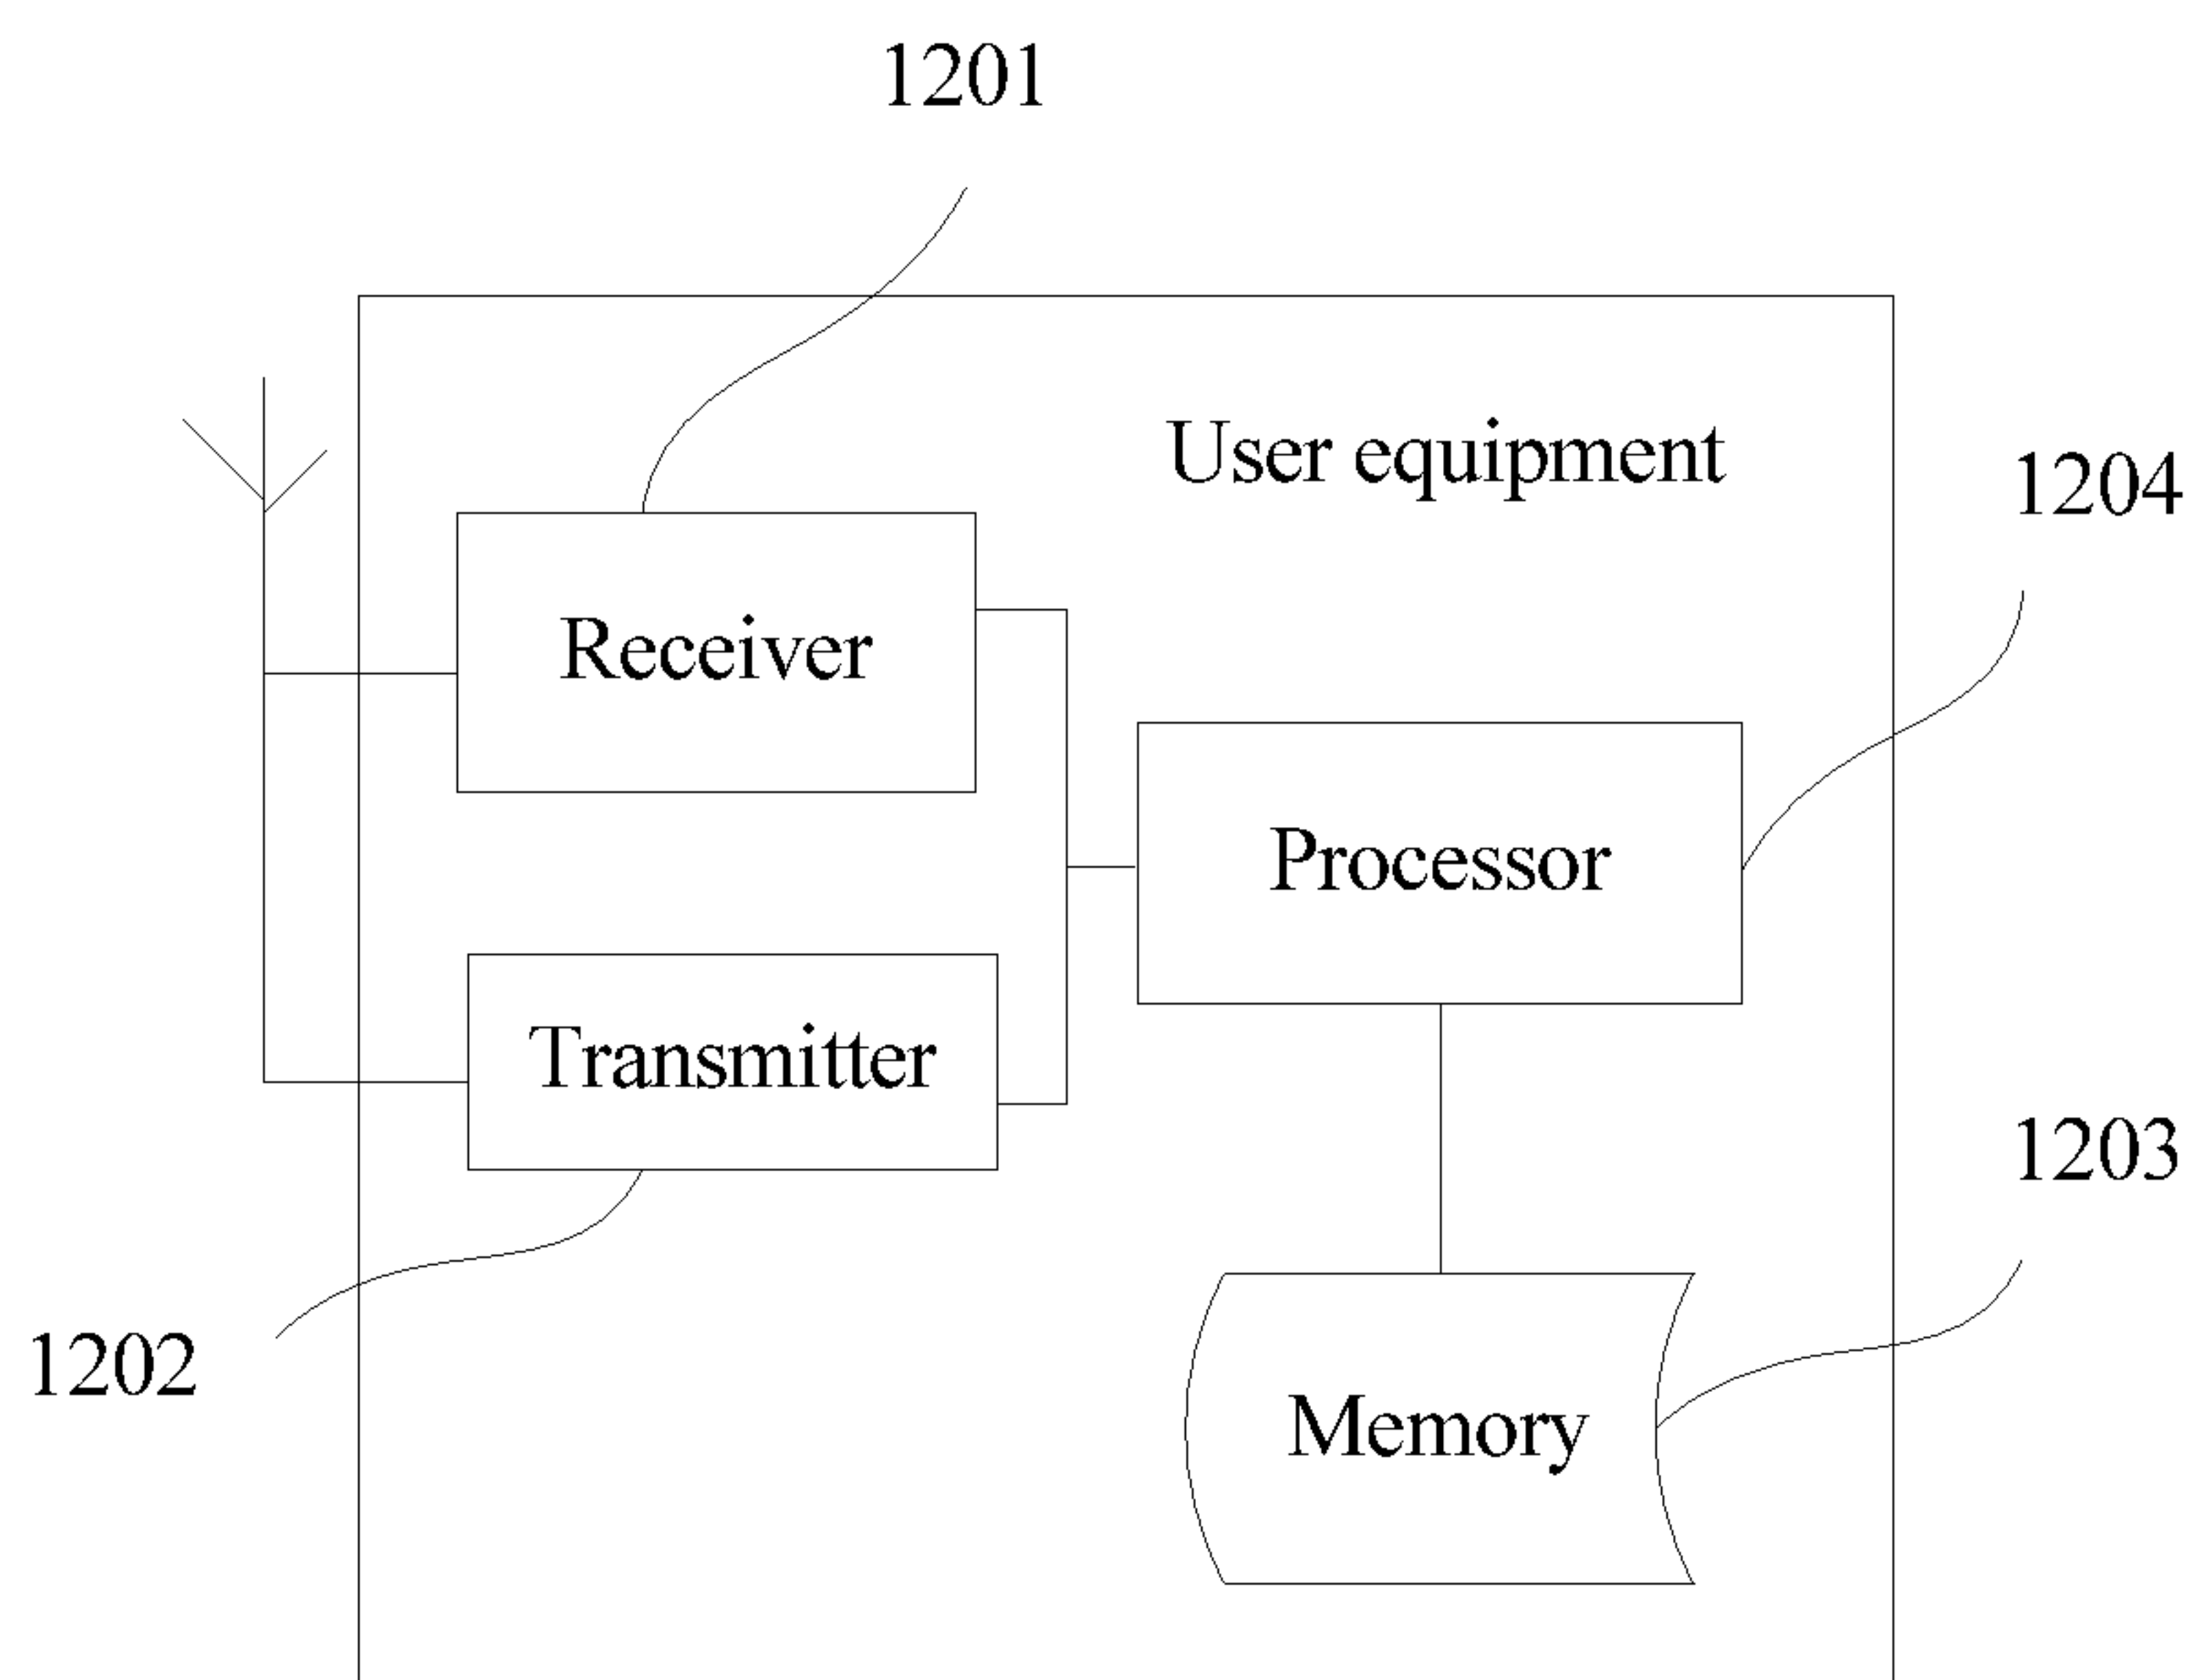 1201
User equipment
1204
Receiver
Processor
Transmitter
1203
1202
Memory